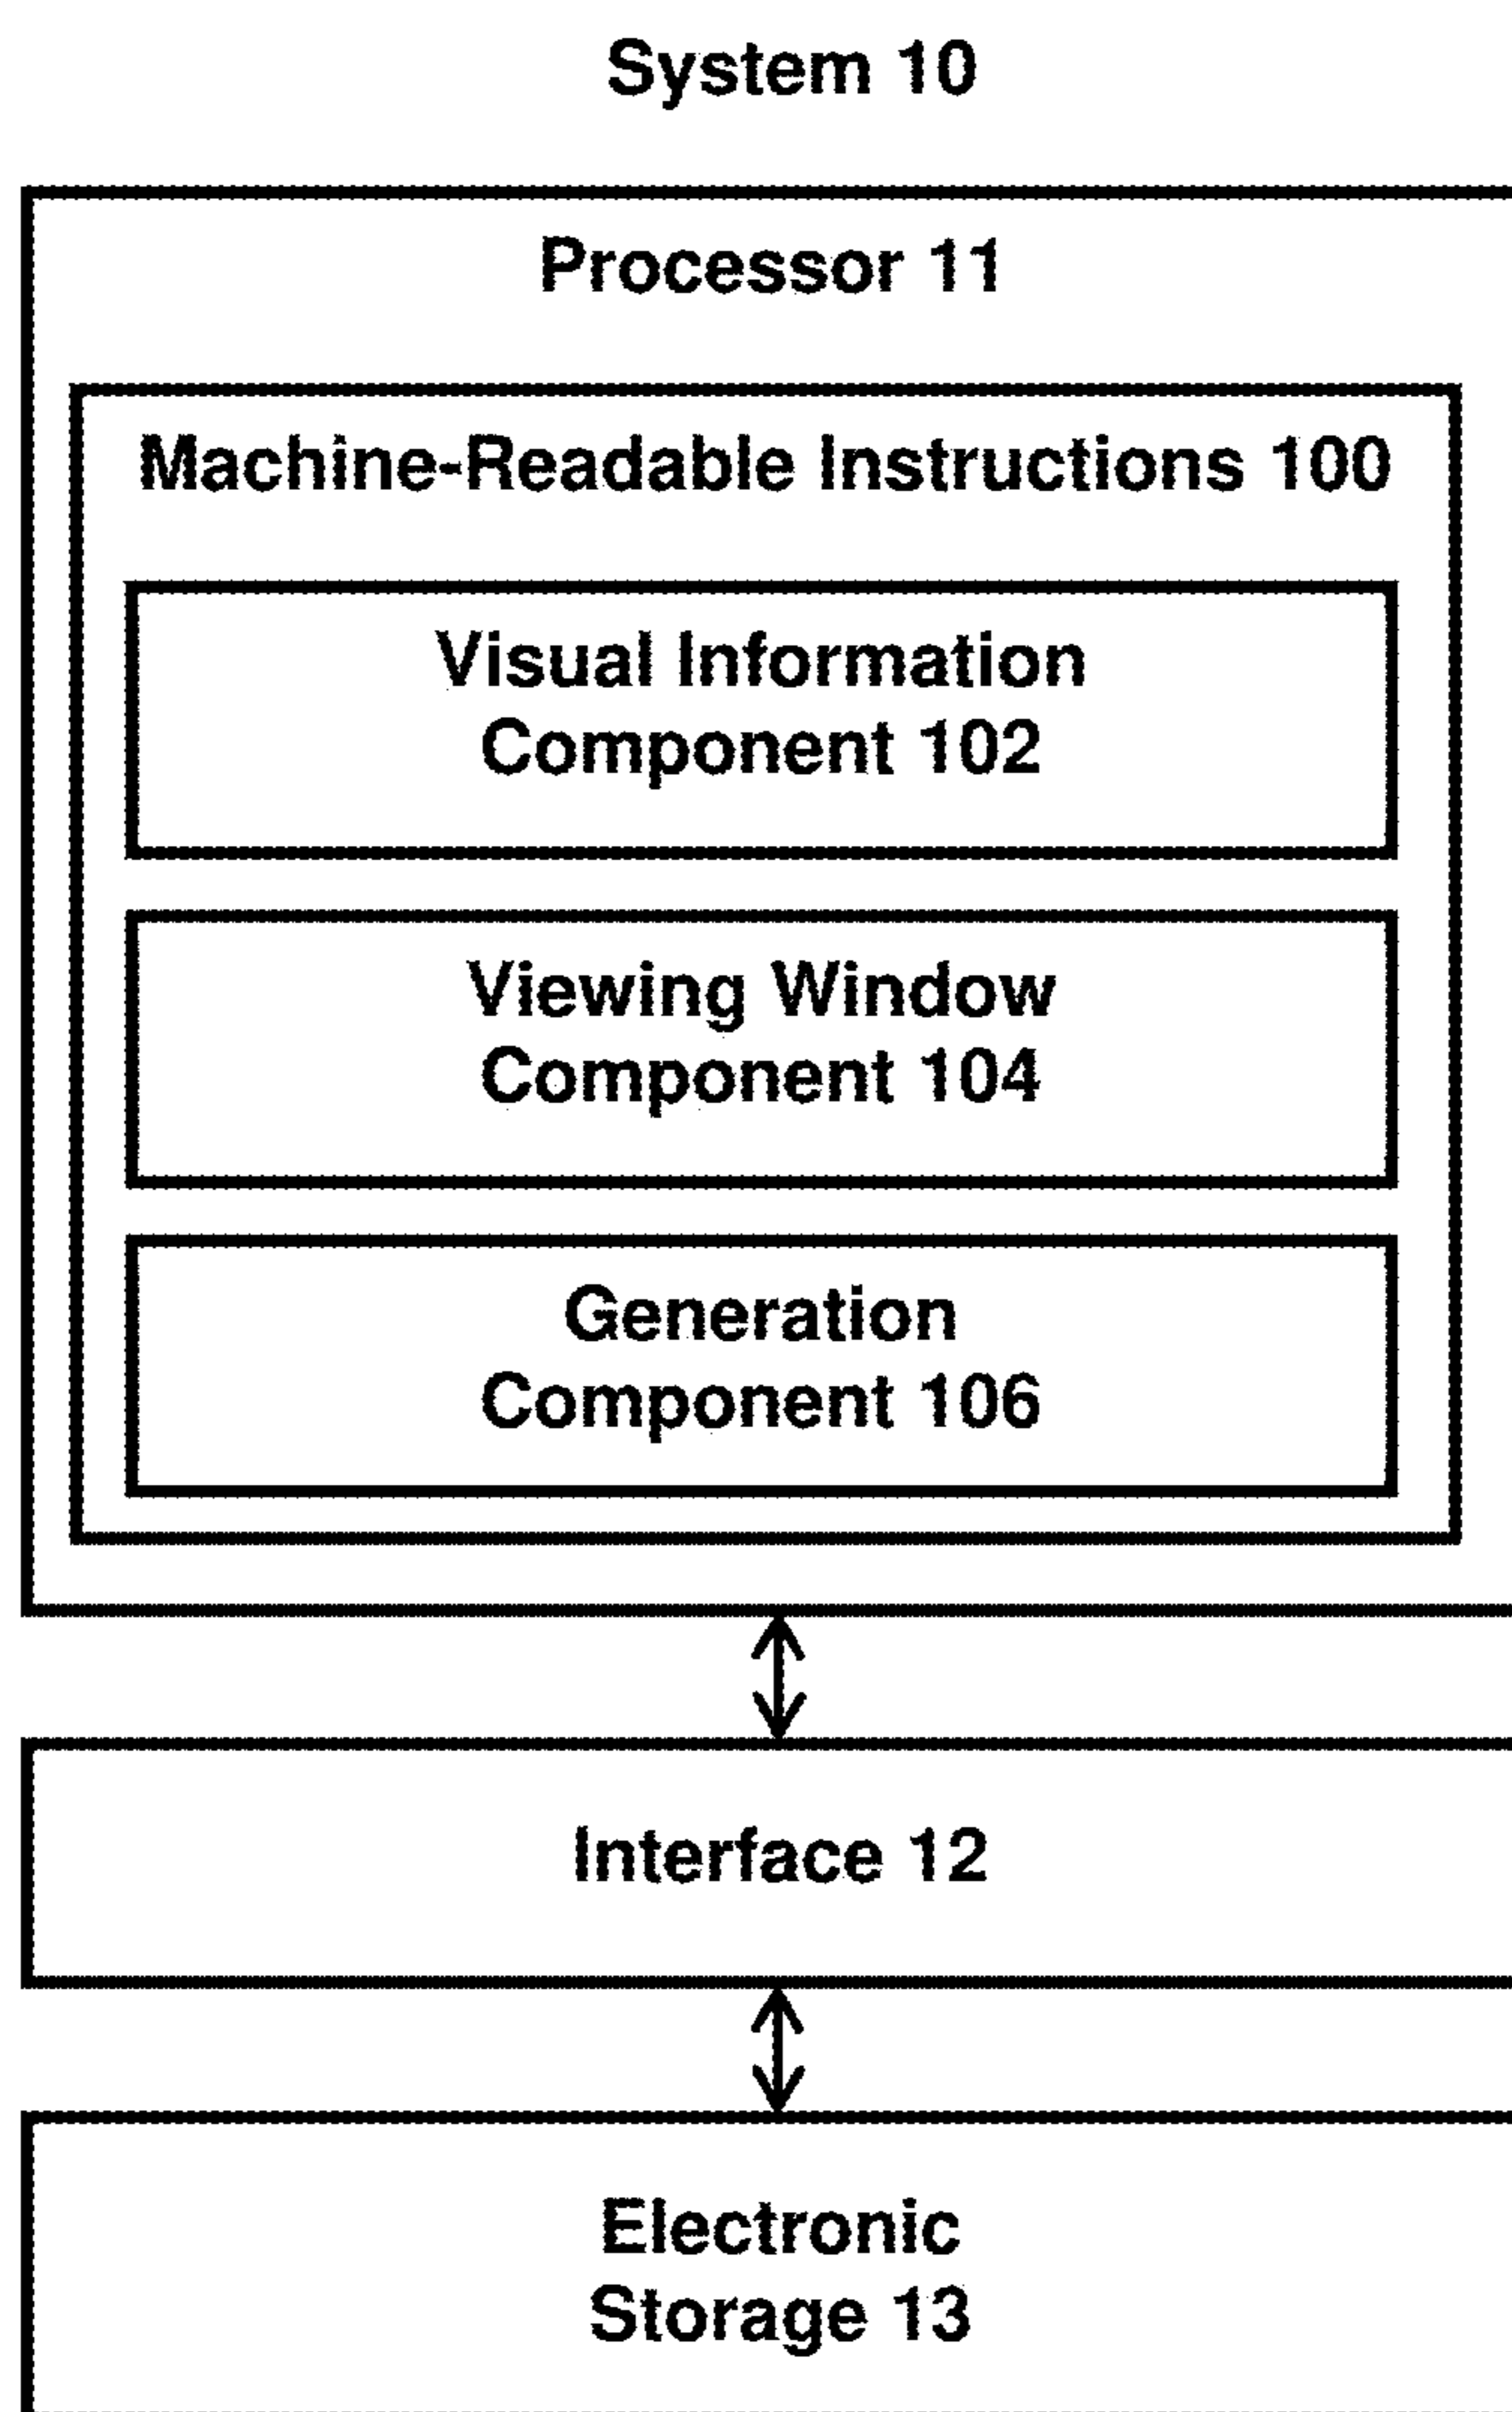 System 10
Processor 11
Machine-Readable Instructions 100
Visual Information
Component 102
Viewing Window
Component 104
Generation
Component 106
Interface 12
Electronic
Storage 13